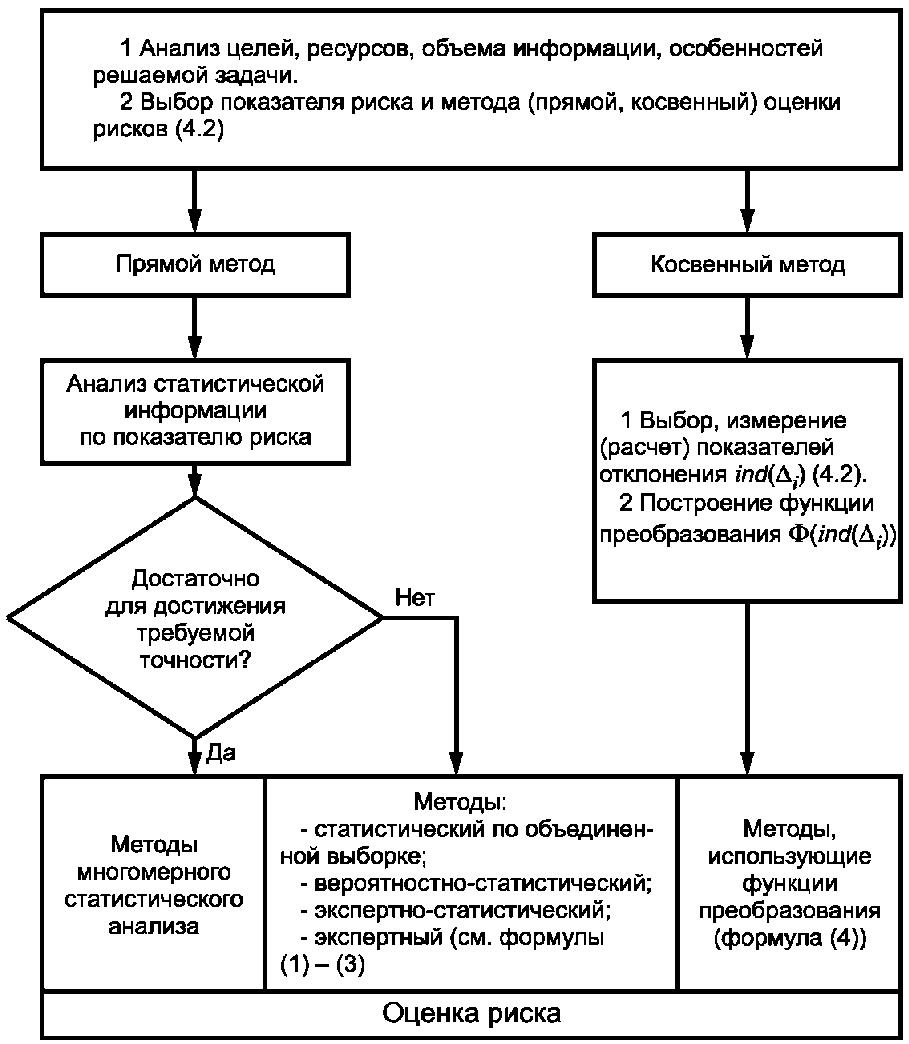 1 Анализ целей, ресурсов, объема информации, особенностей
решаемой задачи.
2 Выбор показателя риска и метода (прямой, косвенный) оценки
рисков (4.2)
Прямой метод
Косвенный метод
Анализ статистической
информации
по показателю риска
1 Выбор, измерение
(расчет) показателей
отклонения ind(Δi) (4.2).
2 Построение функции
преобразования Φ(ind(Δi))
Достаточно
для достижения
требуемой
точности?
Нет
Да
Методы
многомерного
статистического
анализа
Методы:
- статистический по объединен-
ной выборке;
- вероятностно-статистический;
- экспертно-статистический;
- экспертный (см. формулы
(1) – (3)
Методы,
использующие
функции
преобразования
(формула (4))
Оценка риска